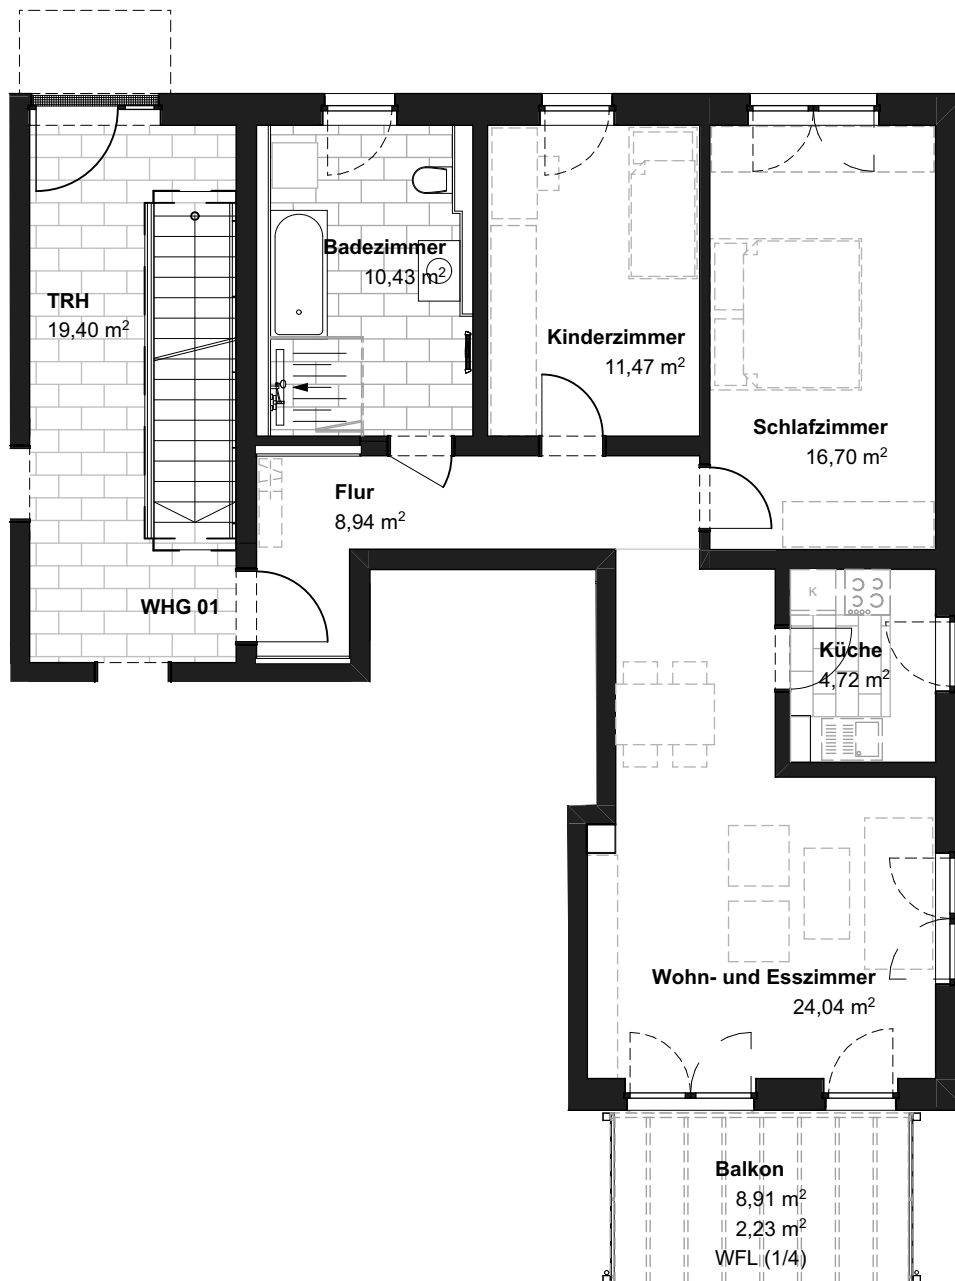 Badezimmer
10,43 m²
TRH
19,40 m²
Kinderzimmer
11,47 m²
Schlafzimmer
16,70 m²
Flur
8,94 m²
WHG 01
K
Küche
4,72 m²
Wohn- und Esszimmer
24,04 m²
Balkon
8,91 m²
2,23 m²
WFL (1/4)